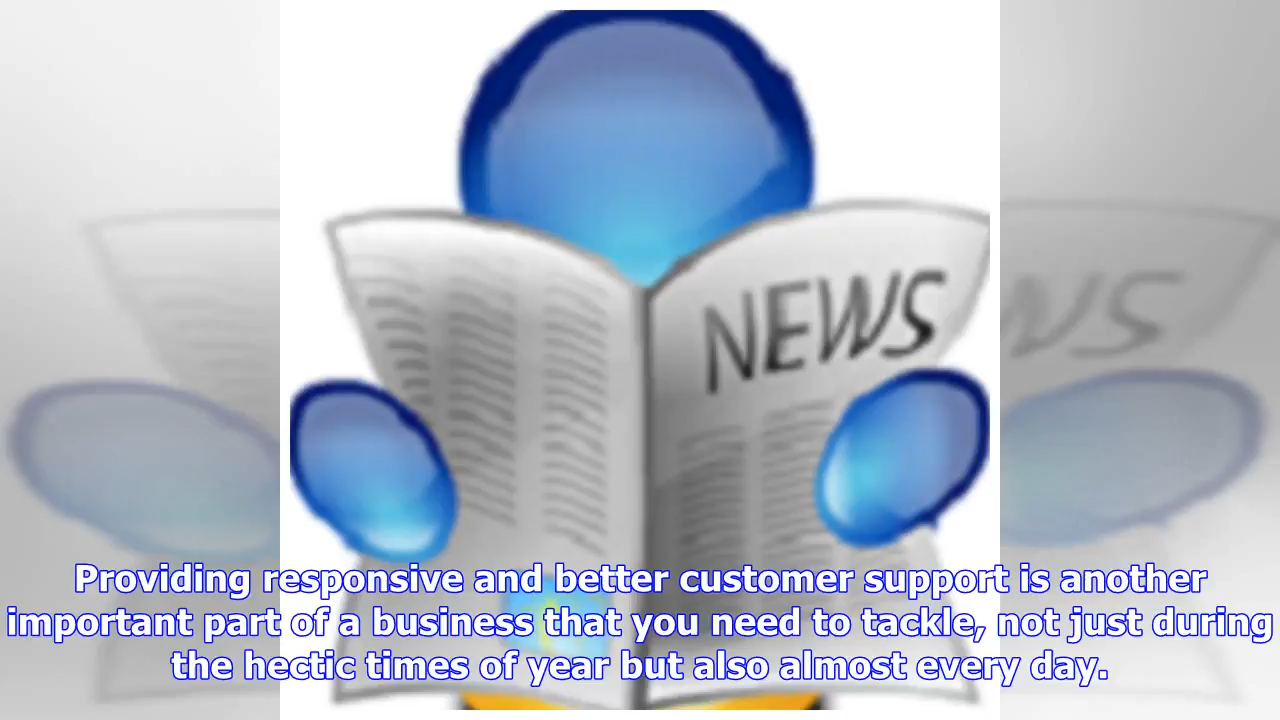 NEWS
WS
Providing responsive and better customer support is another
important part of a business that you need to tackle, not just during
the hectic times of year but also almost every day.